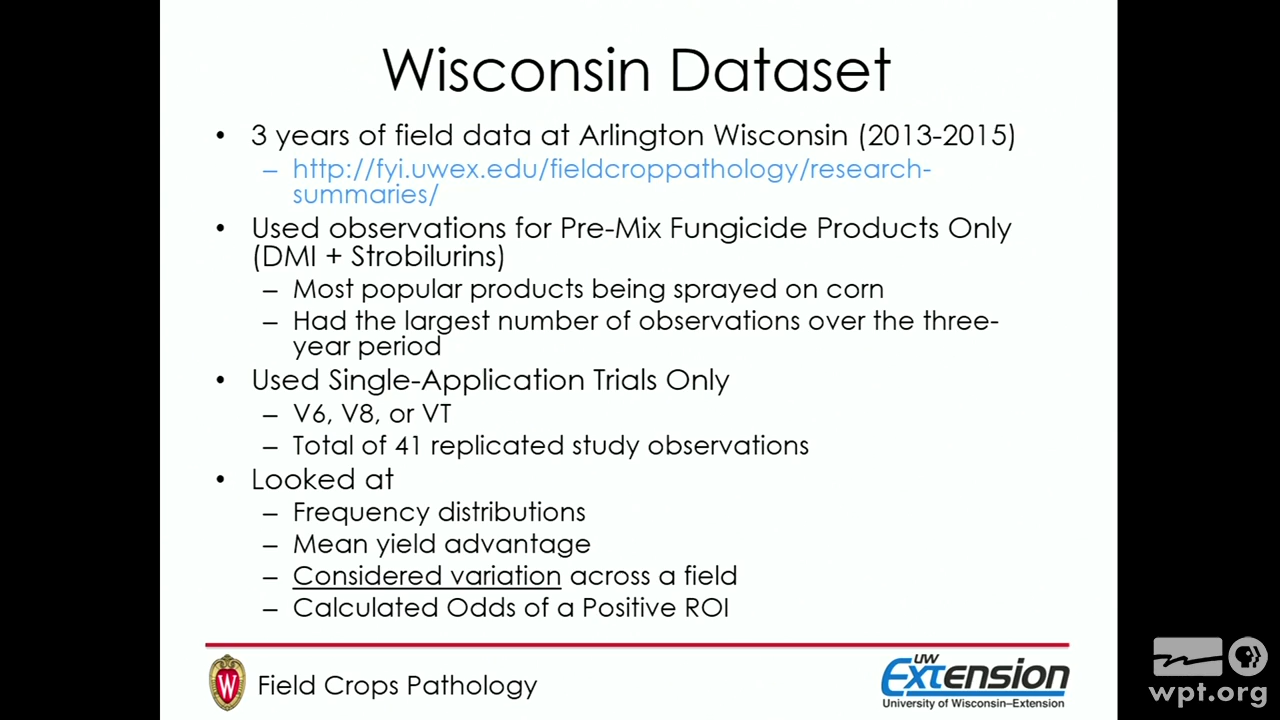 Wisconsin Dataset
• 3 years of field data at Arlington Wisconsin (2013-2015)
– http://fyi.uwex.edu/fieldcroppathology/research-
summaries/
• Used observations for Pre-Mix Fungicide Products Only
(DMI + Strobilurins)
– Most popular products being sprayed on corn
– Had the largest number of observations over the three-
year period
• Used Single-Application Trials Only
– V6, V8, or VT
– Total of 41 replicated study observations
• Looked at
– Frequency distributions
– Mean yield advantage
– Considered variation across a field
– Calculated Odds of a Positive ROI
W
Field Crops Pathology
UW
Extension
University of Wisconsin–Extension
wpt.org